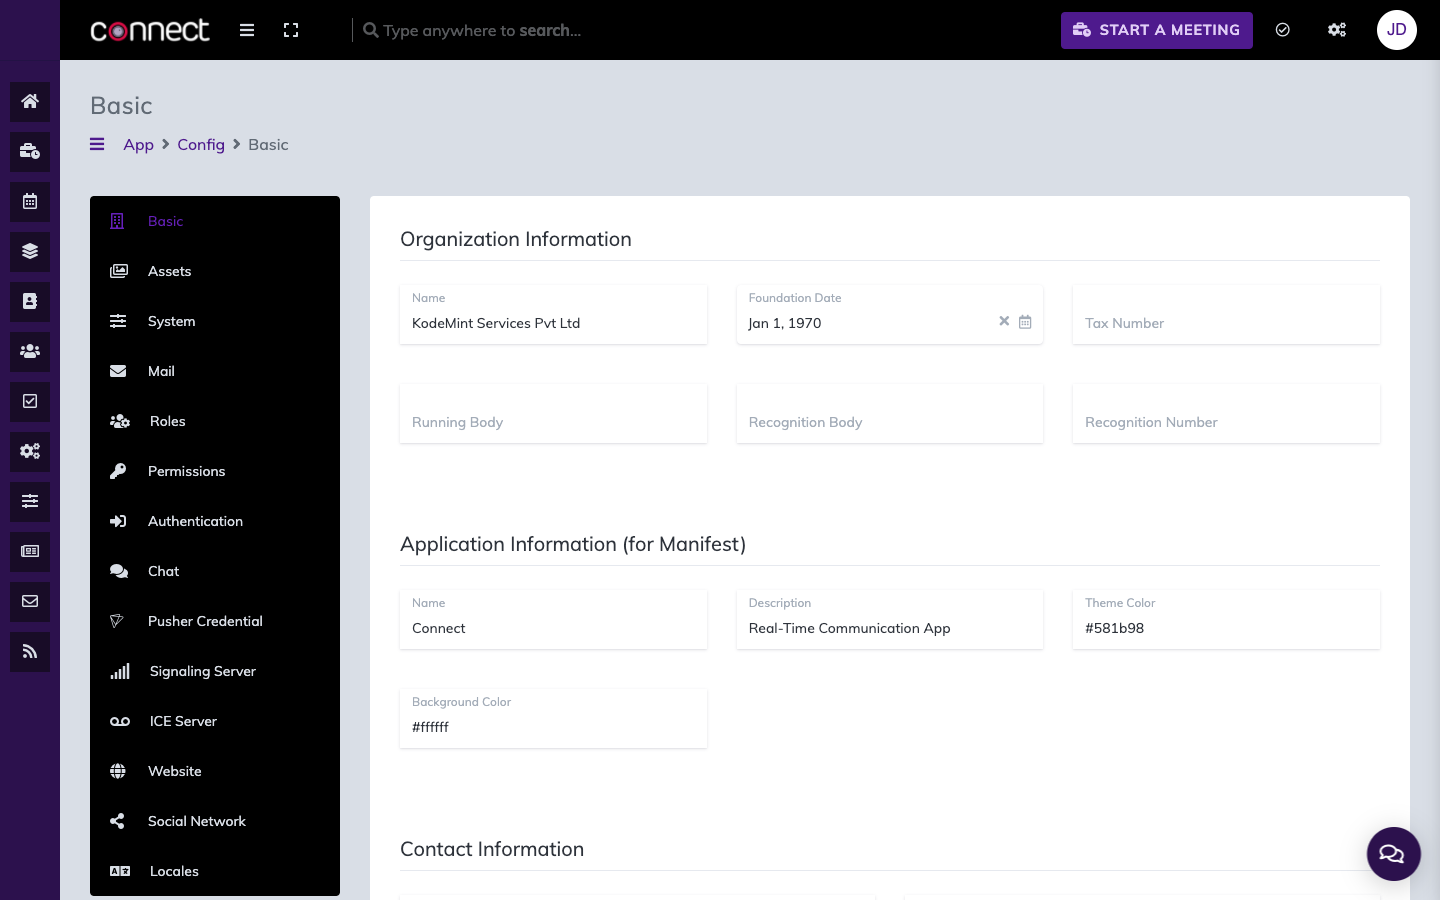 connect
Type anywhere to search...
START A MEETING
JD
Basic
App > Config > Basic
Basic
Assets
System
Mail
Roles
Permissions
Authentication
Chat
Pusher Credential
Signaling Server
ICE Server
Website
Social Network
Locales
Organization Information
Name
KodeMint Services Pvt Ltd
Foundation Date
Jan 1, 1970
Tax Number
Running Body
Recognition Body
Recognition Number
Application Information (for Manifest)
Name
Connect
Description
Real-Time Communication App
Theme Color
#581b98
Background Color
#ffffff
Contact Information